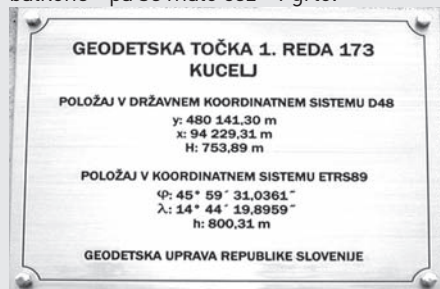 GEODETSKA TOČKA 1. REDA 173
KUCELJ
POLOŽAJ V DRŽAVNEM KOORDINATNEM SISTEMU D48
y: 480 141,30 m
x: 94 229,31 m
H: 753,89 m
POLOŽAJ V KOORDINATNEM SISTEMU ETRS89
φ: 45° 59´ 31,0361˝
λ: 14° 44´ 19,8959˝
h: 800,31 m
GEODETSKA UPRAVA REPUBLIKE SLOVENIJE